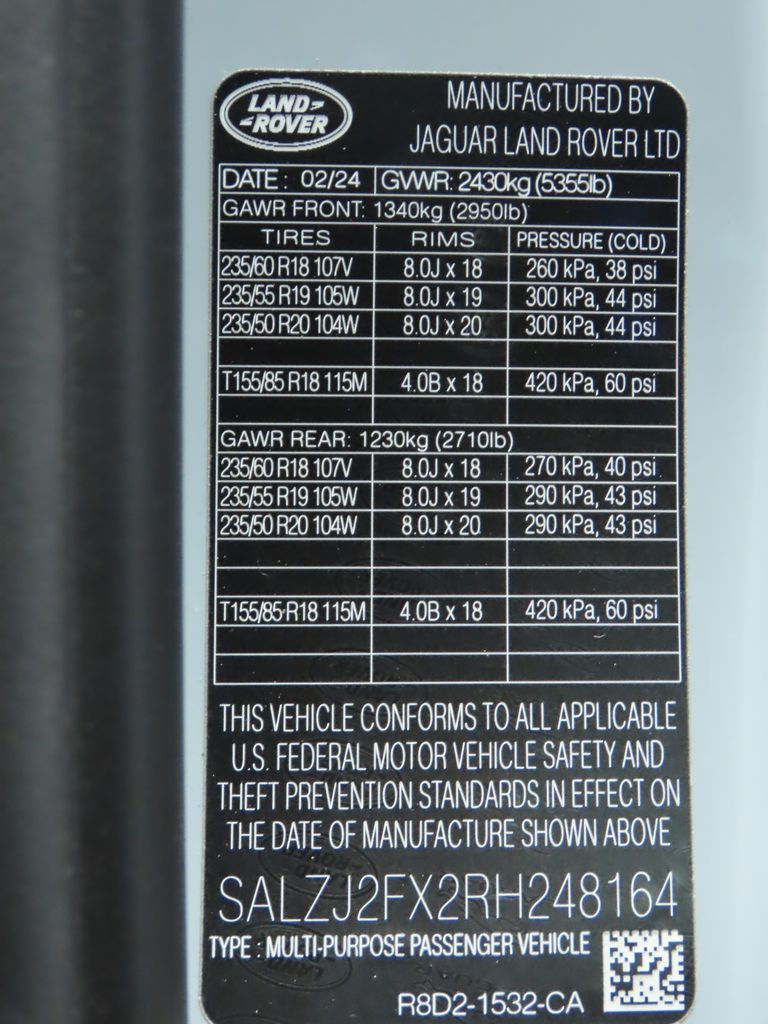 LAND
ROVER
MANUFACTURED BY
JAGUAR LAND ROVER LTD
DATE: 02/24 GVWR: 2430kg (5355lb)
GAWR FRONT: 1340kg (2950lb)
TIRES RIMS PRESSURE (COLD)
235/60 R18 107V 8.0J x 18 260 kPa, 38 psi
235/55 R19 105W 8.0J x 19 300 kPa, 44 psi
235/50 R20 104W 8.0J x 20 300 kPa, 44 psi
T155/85 R18 115M 4.0B x 18 420 kPa, 60 psi
GAWR REAR: 1230kg (2710lb)
235/60 R18 107V 8.0J x 18 270 kPa, 40 psi
235/55 R19 105W 8.0J x 19 290 kPa, 43 psi
235/50 R20 104W 8.0J x 20 290 kPa, 43 psi
T155/85 R18 115M 4.0B x 18 420 kPa, 60 psi
THIS VEHICLE CONFORMS TO ALL APPLICABLE
U.S. FEDERAL MOTOR VEHICLE SAFETY AND
THEFT PREVENTION STANDARDS IN EFFECT ON
THE DATE OF MANUFACTURE SHOWN ABOVE
SALZJ2FX2RH248164
TYPE : MULTI-PURPOSE PASSENGER VEHICLE
R8D2-1532-CA